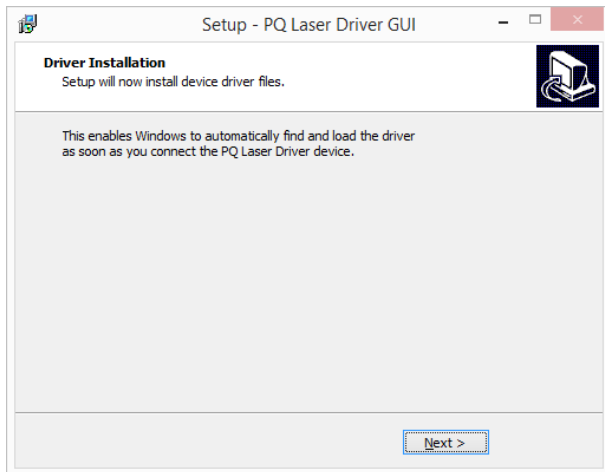 Setup - PQ Laser Driver GUI
Driver Installation
Setup will now install device driver files.
This enables Windows to automatically find and load the driver
as soon as you connect the PQ Laser Driver device.
Next >